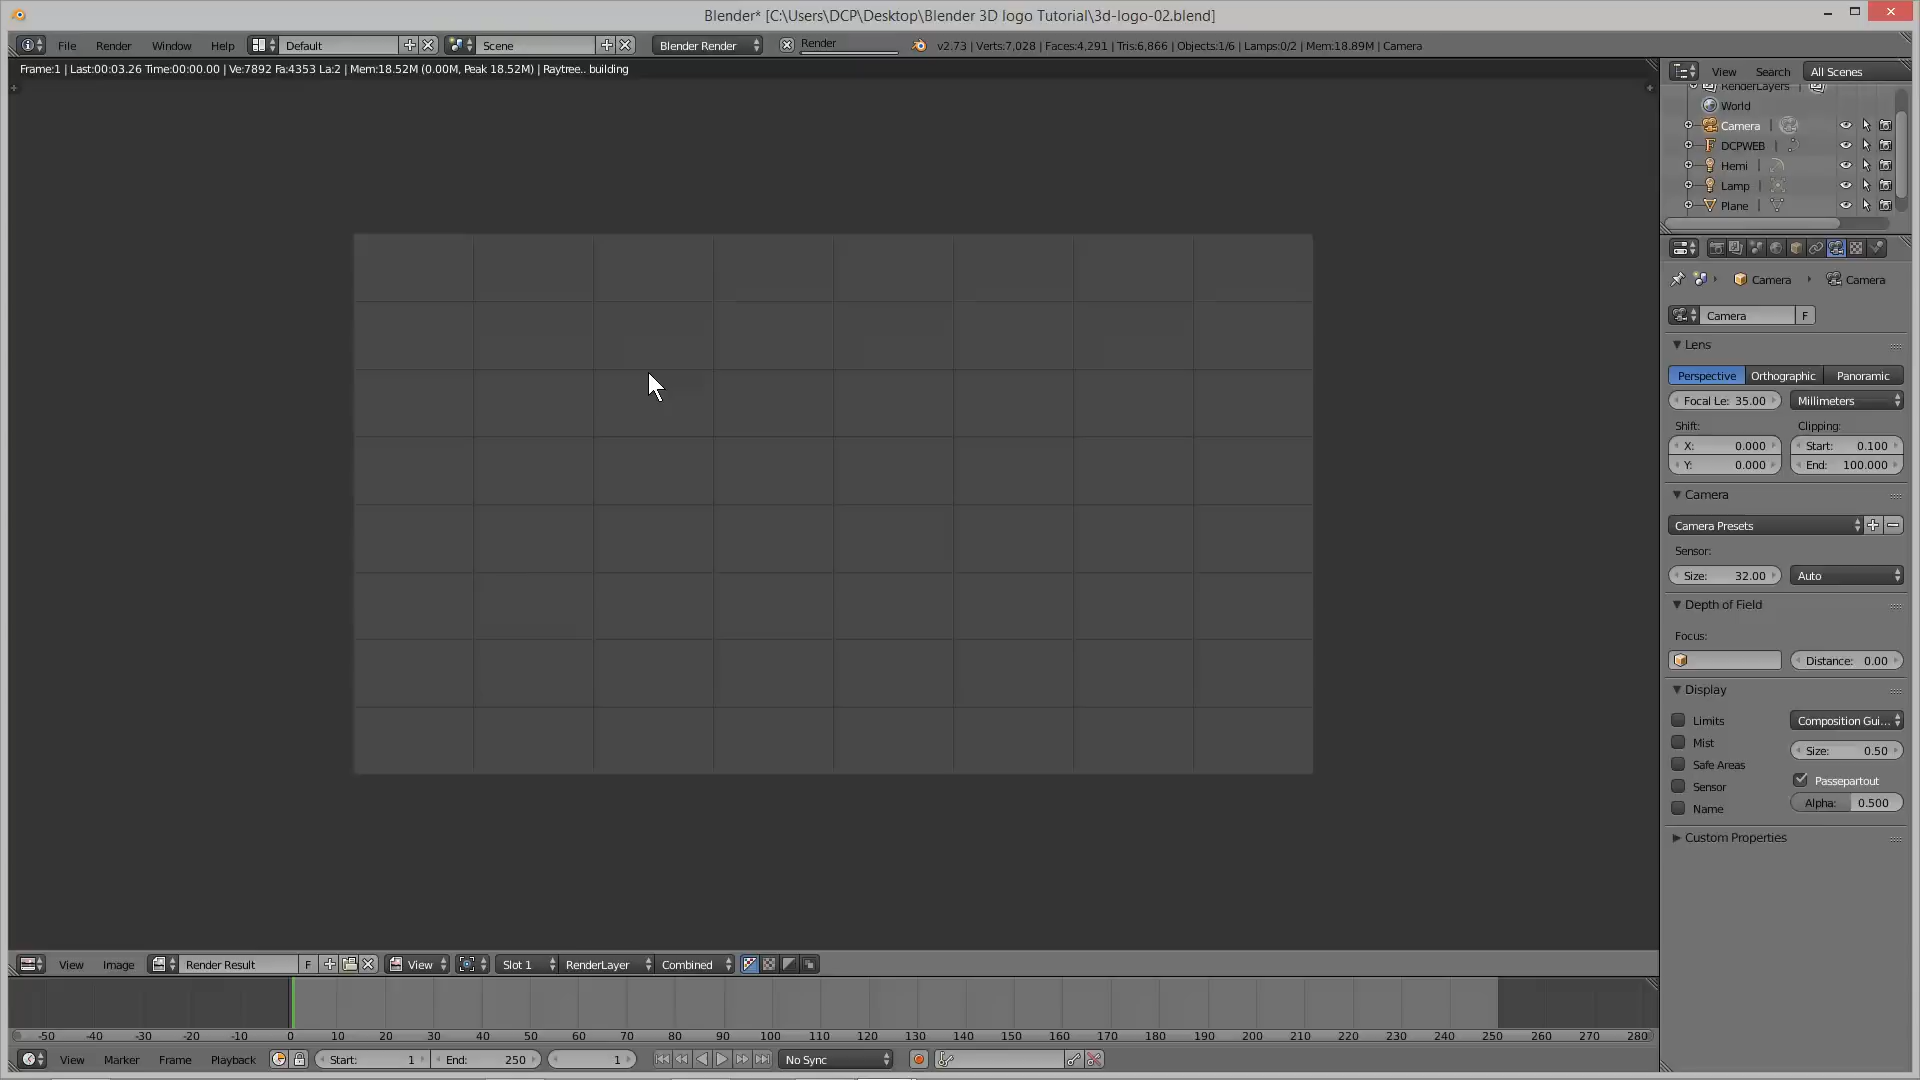 Blender* [C:\Users\DCP\Desktop\Blender 3D logo Tutorial\3d-logo-02.blend]
File Render Window Help Default Scene Blender Render Render v2.73 | Verts:7,028 | Faces:4,291 | Tris:6,866 | Objects:1/6 | Lamps:0/2 | Mem:18.89M | Camera
Frame:1 | Last:00:03.26 Time:00:00.00 | Ve:7892 Fa:4353 La:2 | Mem:18.52M (0.00M, Peak 18.52M) | Raytree.. building
View Search All Scenes
RenderLayers
World
Camera
DCPWEB
Hemi
Lamp
Plane
Camera Camera
Camera F
Lens
Perspective Orthographic Panoramic
Focal Le: 35.00 Millimeters
Shift: Clipping:
X: 0.000 Start: 0.100
Y: 0.000 End: 100.000
Camera
Camera Presets
Sensor:
Size: 32.00 Auto
Depth of Field
Focus:
Distance: 0.00
Display
Limits Composition Gui...
Mist Size: 0.50
Safe Areas
Sensor Passepartout
Name Alpha: 0.500
Custom Properties
View Image Render Result F View Slot 1 RenderLayer Combined
-50 -40 -30 -20 -10 0 10 20 30 40 50 60 70 80 90 100 110 120 130 140 150 160 170 180 190 200 210 220 230 240 250 260 270 280
View Marker Frame Playback Start: 1 End: 250 1 No Sync